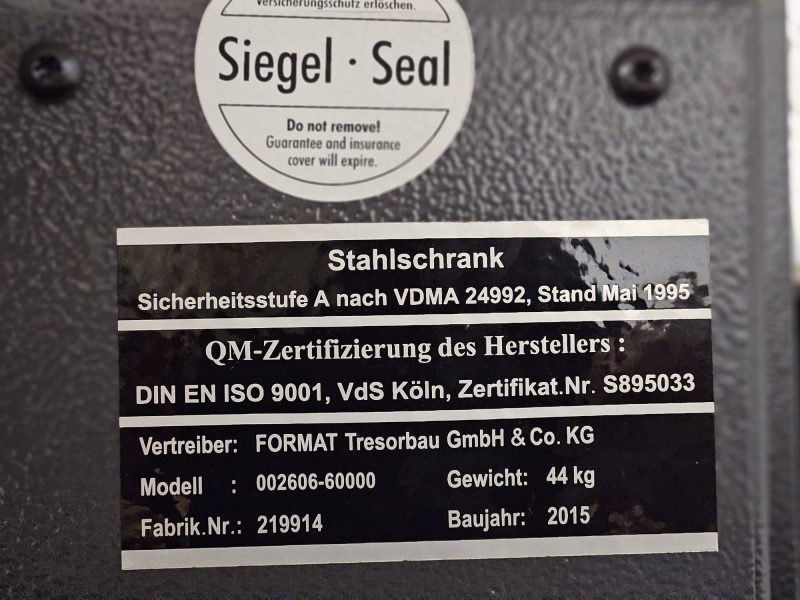 Versicherungsschutz erlöschen.
Siegel · Seal
Do not remove!
Guarantee and insurance
cover will expire.
Stahlschrank
Sicherheitsstufe A nach VDMA 24992, Stand Mai 1995
QM-Zertifizierung des Herstellers :
DIN EN ISO 9001, VdS Köln, Zertifikat.Nr. S895033
Vertreiber: FORMAT Tresorbau GmbH & Co. KG
Modell : 002606-60000 Gewicht: 44 kg
Fabrik.Nr.: 219914 Baujahr: 2015